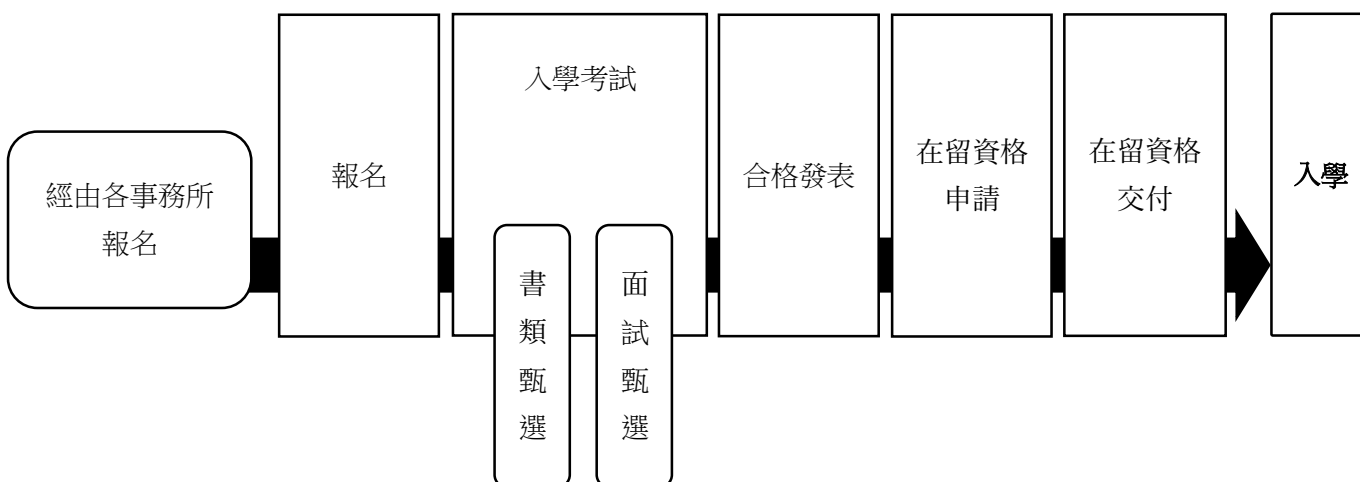 經由各事務所
報名
報名
入學考試
書類甄選
面試甄選
合格發表
在留資格
申請
在留資格
交付
入學